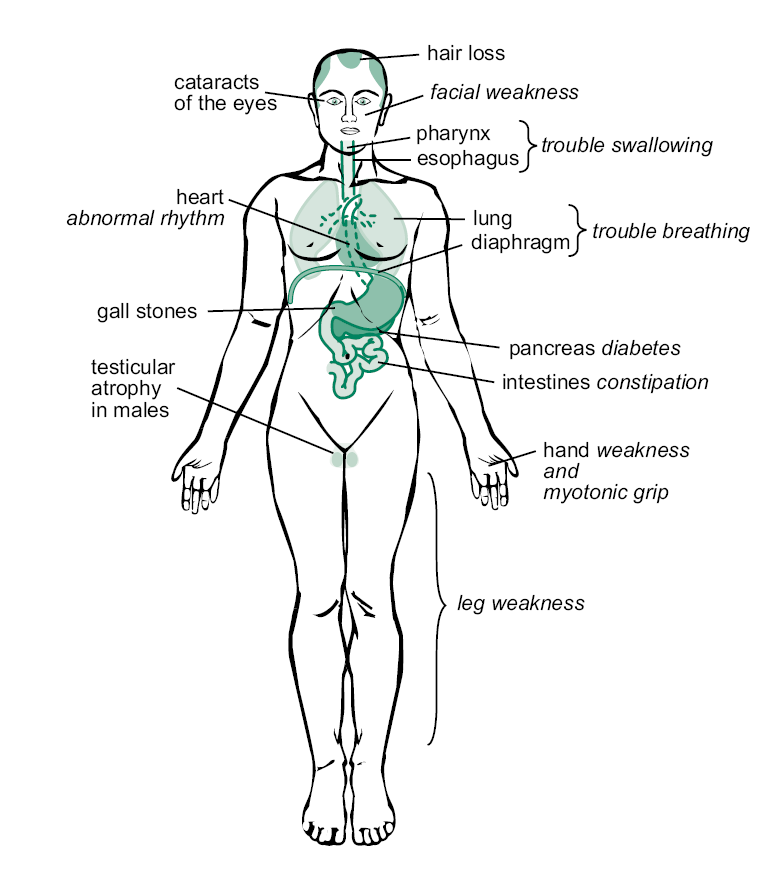 hair loss
cataracts
of the eyes
facial weakness
pharynx
esophagus
trouble swallowing
heart
abnormal rhythm
lung
diaphragm
trouble breathing
gall stones
pancreas diabetes
intestines constipation
testicular
atrophy
in males
hand weakness
and
myotonic grip
leg weakness